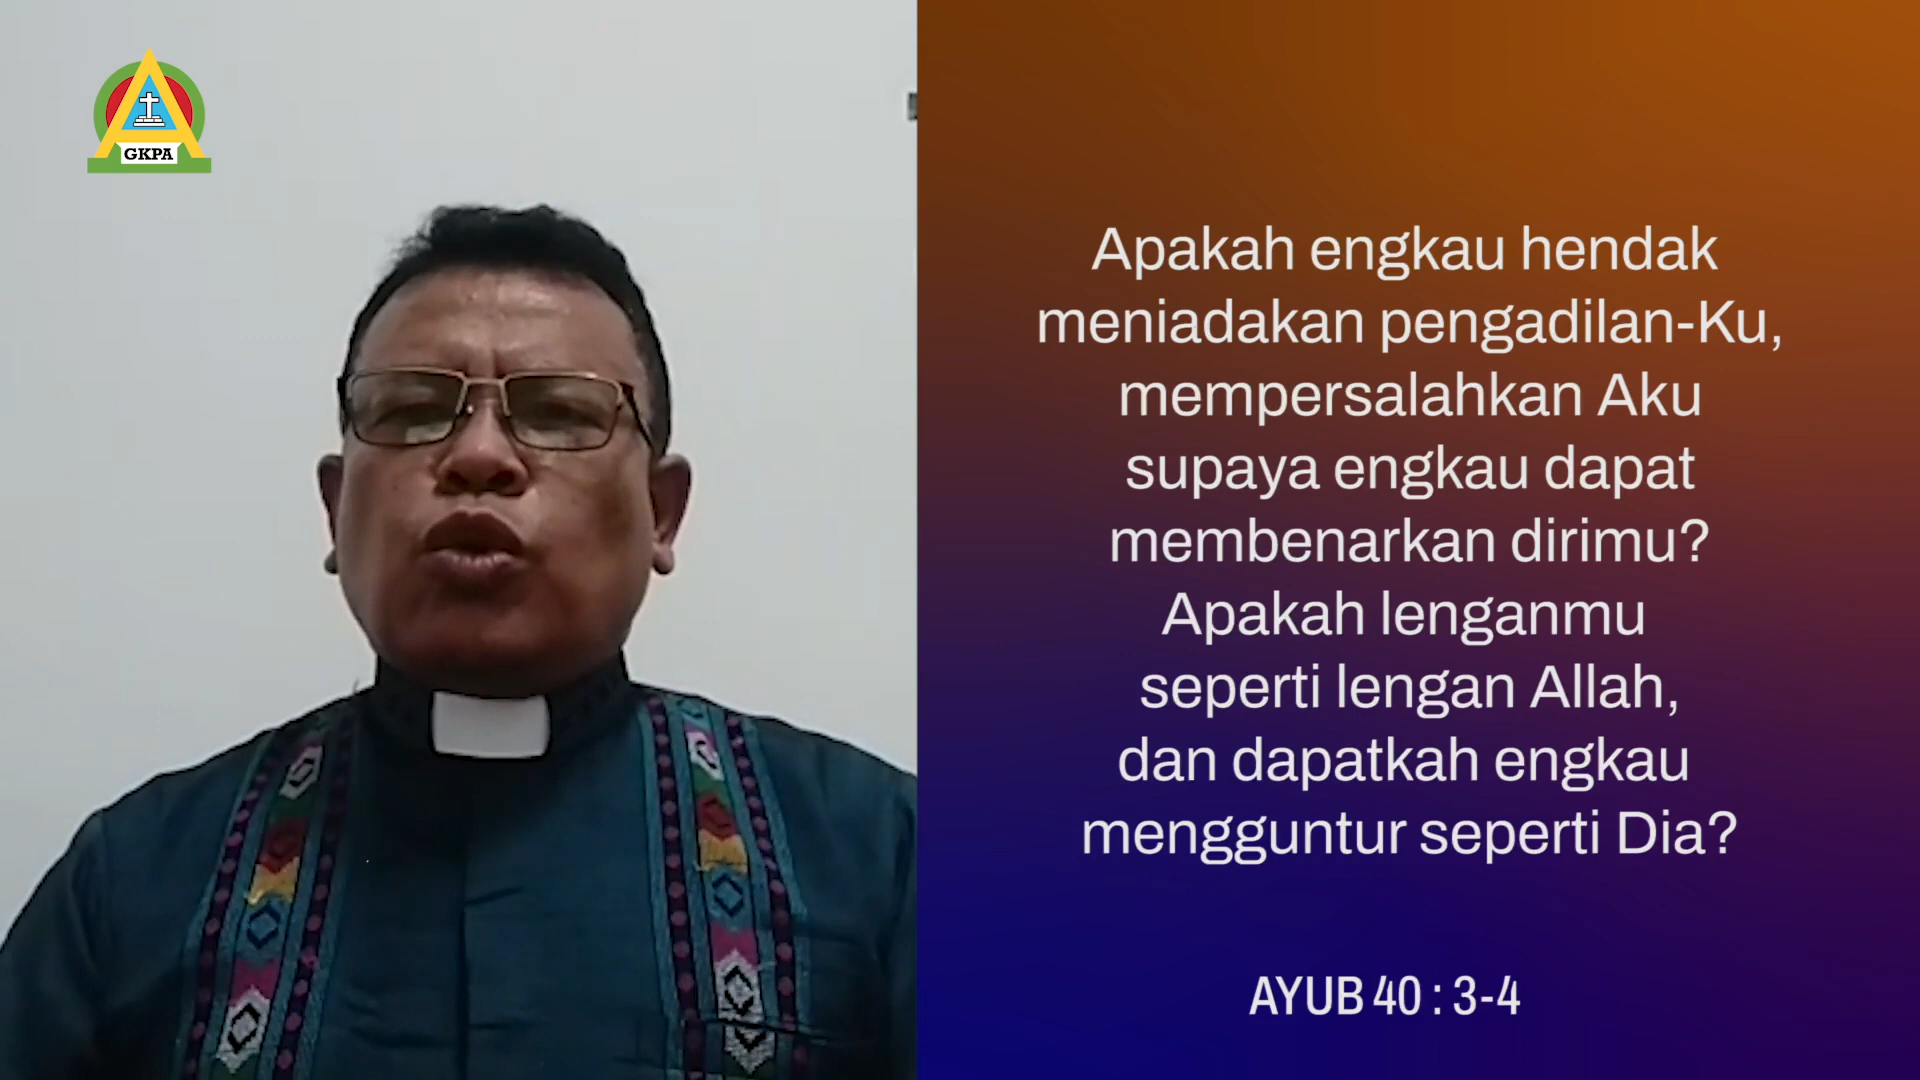 GKPA
Apakah engkau hendak
meniadakan pengadilan-Ku,
mempersalahkan Aku
supaya engkau dapat
membenarkan dirimu?
Apakah lenganmu
seperti lengan Allah,
dan dapatkah engkau
mengguntur seperti Dia?
AYUB 40 : 3-4